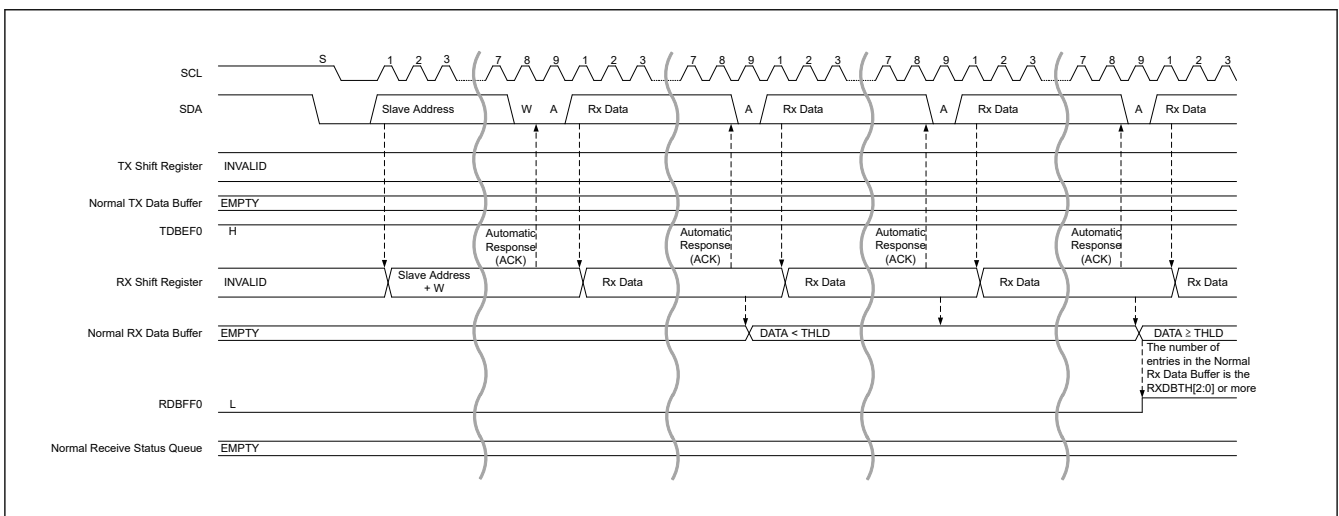 S 1 2 3 7 8 9 1 2 3 7 8 9 1 2 3 7 8 9 1 2 3 7 8 9 1 2 3
SCL
SDA Slave Address W A Rx Data A Rx Data A Rx Data A Rx Data
TX Shift Register INVALID
Normal TX Data Buffer EMPTY
TDBEF0 H
Automatic
Response
(ACK)
Automatic
Response
(ACK)
Automatic
Response
(ACK)
Automatic
Response
(ACK)
RX Shift Register INVALID
Slave Address
+ W
Rx Data Rx Data Rx Data Rx Data
Normal RX Data Buffer EMPTY DATA < THLD DATA ≥ THLD
The number of
entries in the Normal
Rx Data Buffer is the
RXDBTH[2:0] or more
RDBFF0 L
Normal Receive Status Queue EMPTY